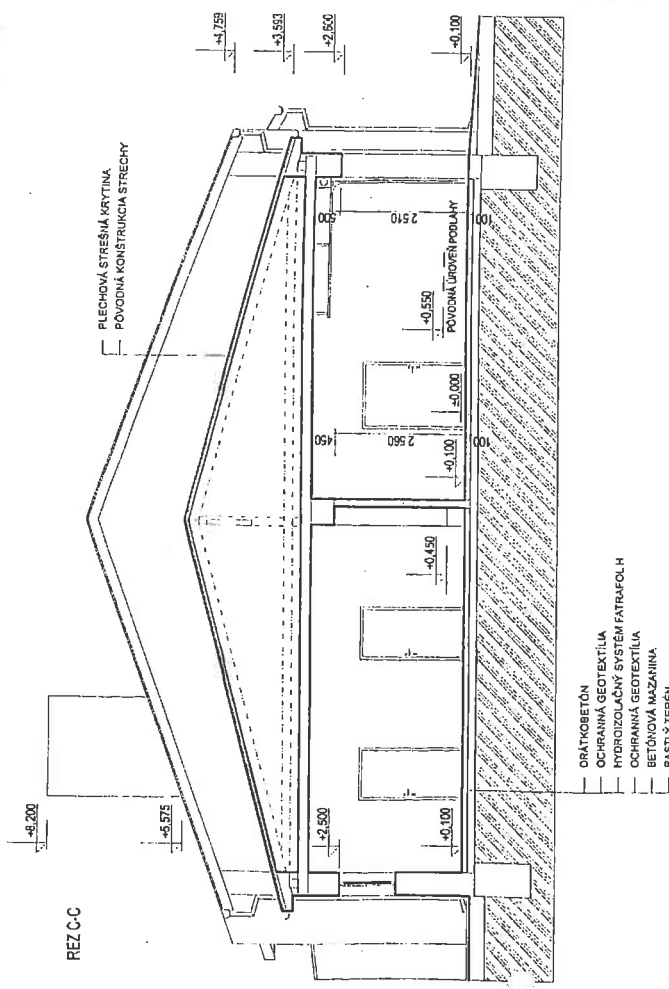 REZ C-C
+8,200
+5,575
PLECHOVÁ STREŠNÁ KRYTINA
PÔVODNÁ KONŠTRUKCIA STRECHY
+4,759
+3,593
+2,600
+0,100
+2,500
+0,100
+0,450
+0,100
±0,000
+0,550
PÔVODNÁ ÚROVEŇ PODLAHY
450
2 560
100
500
2 510
100
DRÁTKOBETÓN
OCHRANNÁ GEOTEXTÍLIA
HYDROIZOLAČNÝ SYSTÉM FATRAFOL H
OCHRANNÁ GEOTEXTÍLIA
BETÓNOVÁ MAZANINA
RASTLÝ TERÉN